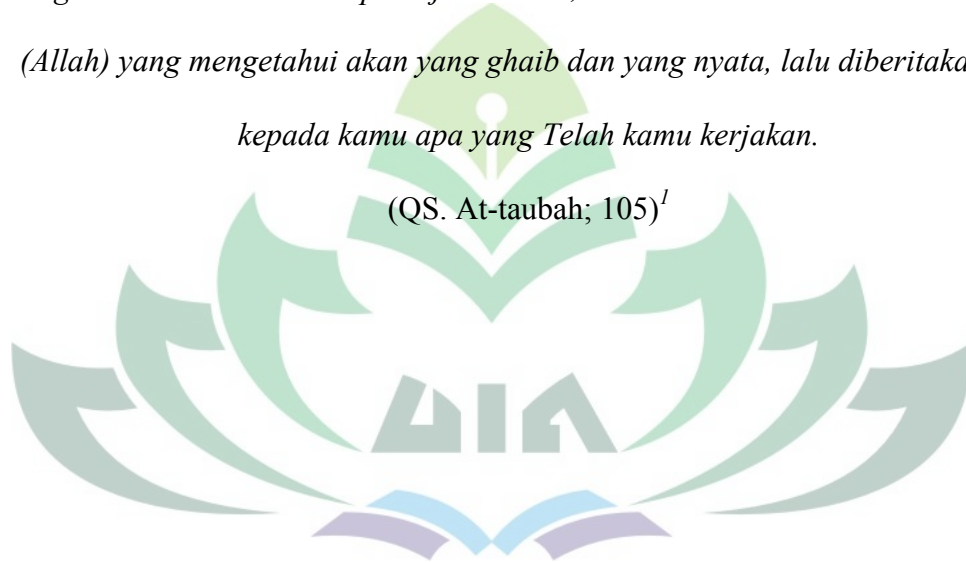 (Allah) yang mengetahui akan yang ghaib dan yang nyata, lalu
kepada kamu apa yang Telah kamu kerjakan.
(QS. At-taubah; 105)1
UIN